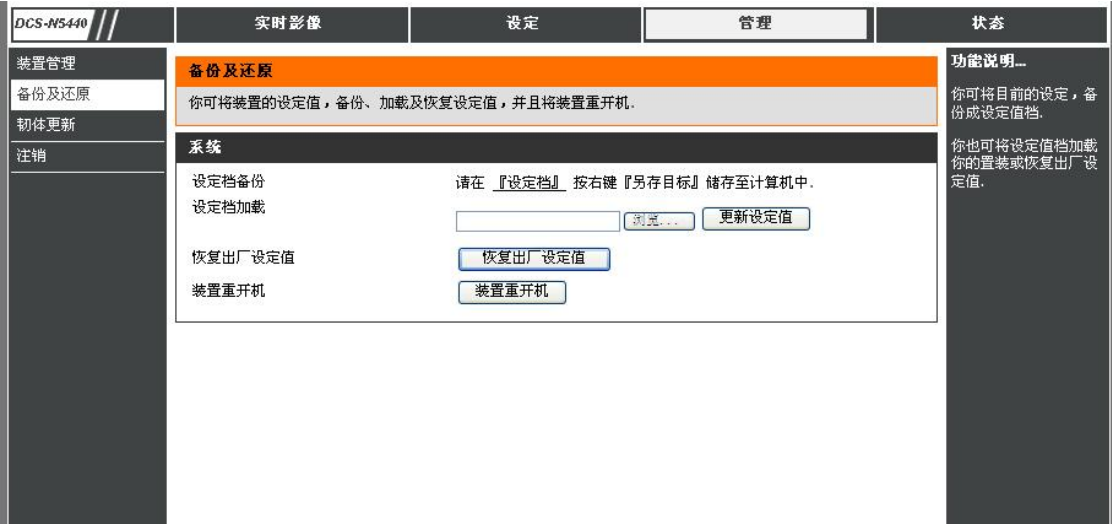 DCS-N5440
实时影像
设定
管理
状态
装置管理
备份及还原
韧体更新
注销
备份及还原
你可将装置的设定值，备份、加载及恢复设定值，并且将装置重开机.
系统
设定档备份
请在 『设定档』 按右键『另存目标』储存至计算机中.
设定档加载
浏览... 更新设定值
恢复出厂设定值
恢复出厂设定值
装置重开机
装置重开机
功能说明...
你可将目前的设定，备
份成设定值档.
你也可将设定值档加载
你的置装或恢复出厂设
定值.